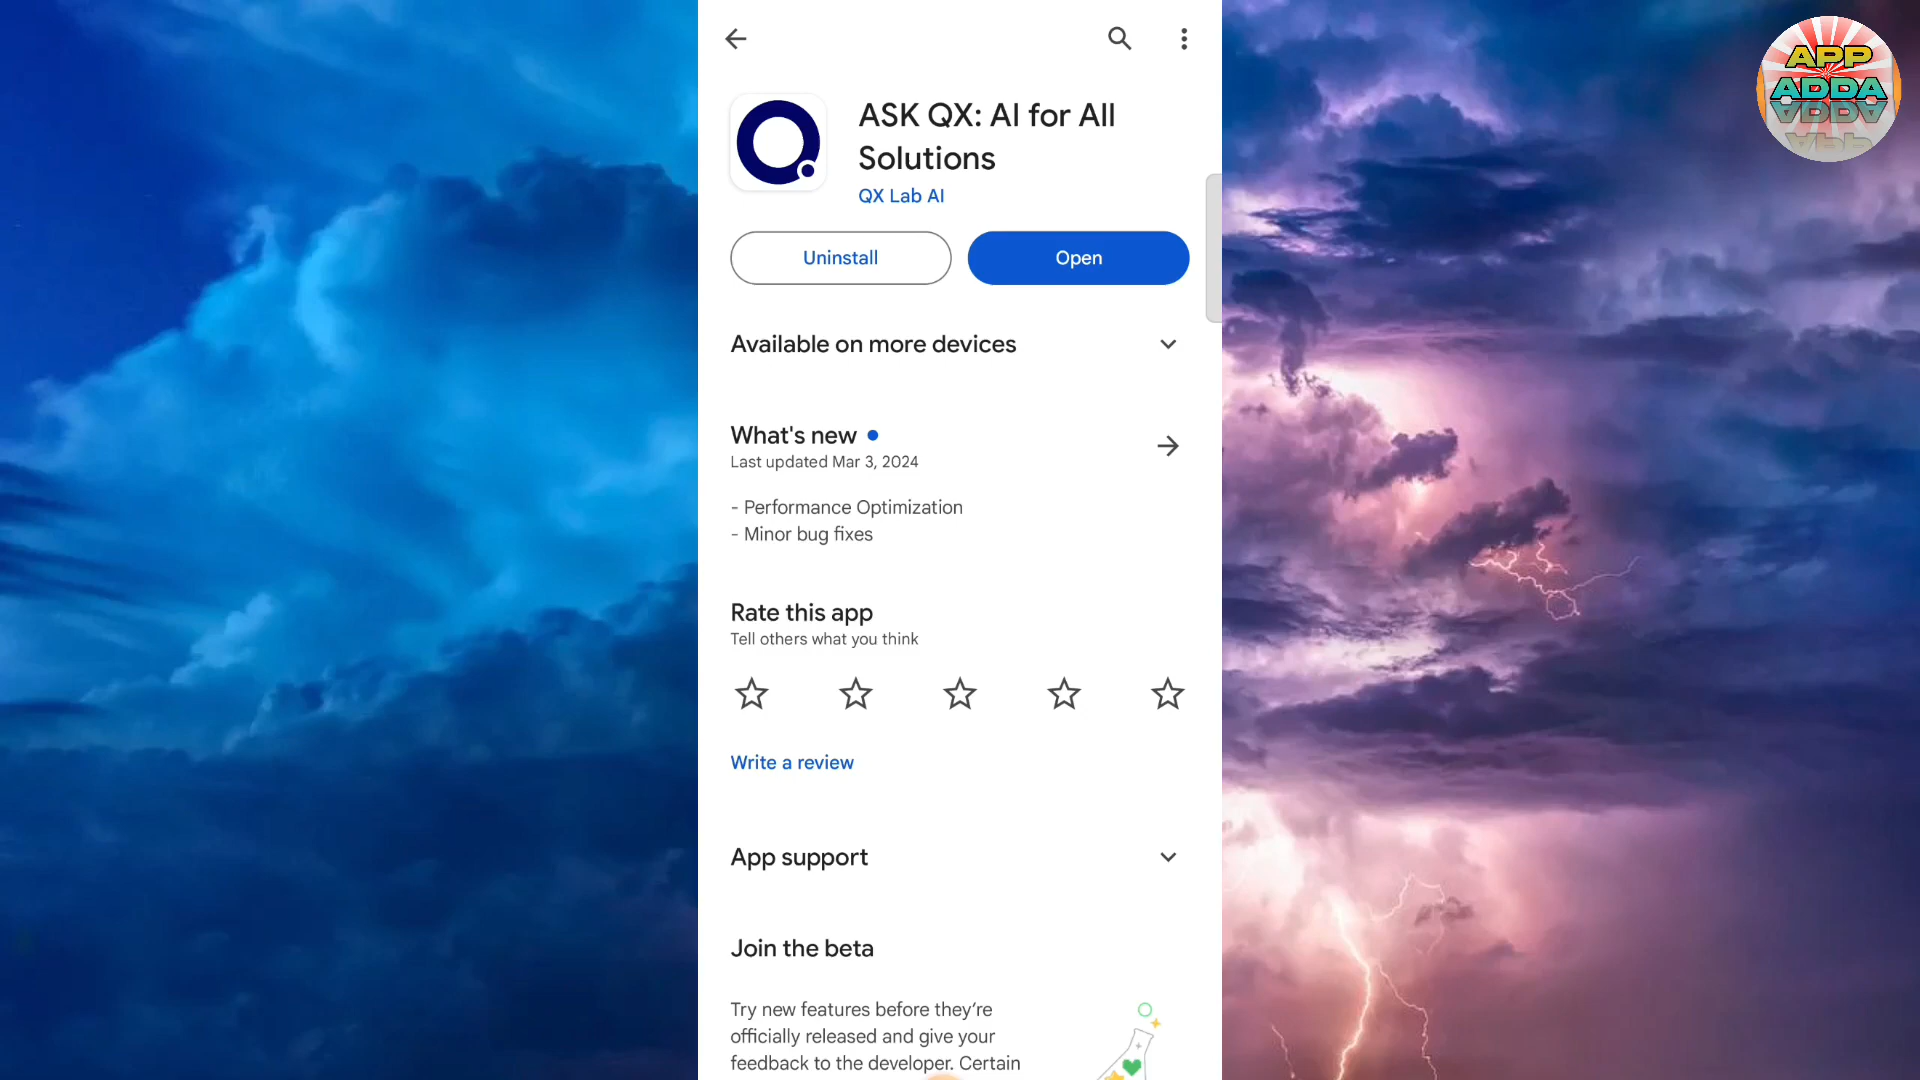 APP
ADDA
ASK QX: AI for All
Solutions
QX Lab AI
Uninstall
Open
Available on more devices
What's new
Last updated Mar 3, 2024
- Performance Optimization
- Minor bug fixes
Rate this app
Tell others what you think
Write a review
App support
Join the beta
Try new features before they're
officially released and give your
feedback to the developer. Certain